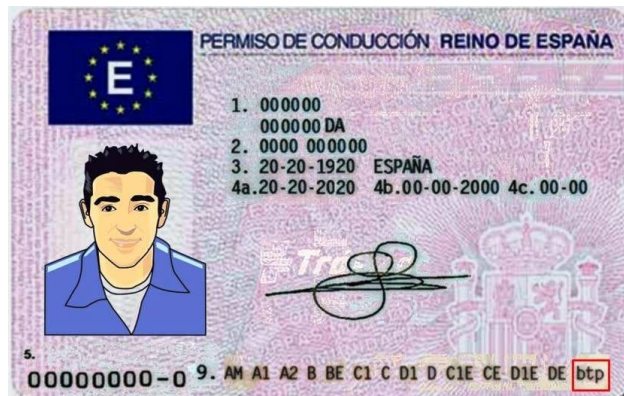 E
PERMISO DE CONDUCCIÓN REINO DE ESPAÑA
1. 000000
000000 DA
2. 0000 000000
3. 20-20-1920 ESPAÑA
4a.20-20-2020 4b.00-00-2000 4c.00-00
5.
00000000-0 9. AM A1 A2 B BE C1 C D1 D C1E CE D1E DE btp